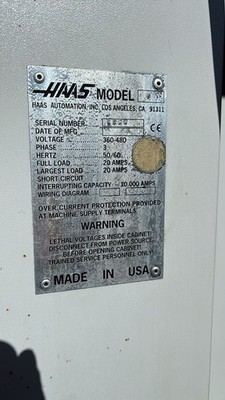 HAAS MODEL
HAAS AUTOMATION, INC. LOS ANGELES, CA 91311
SERIAL NUMBER
DATE OF MFG
CE
VOLTAGE 360-480
PHASE 3
HERTZ 50/60
FULL LOAD 20 AMPS
LARGEST LOAD 20 AMPS
SHORT CIRCUIT
INTERRUPTING CAPACITY 10,000 AMPS
WIRING DIAGRAM
OVER CURRENT PROTECTION PROVIDED
AT MACHINE SUPPLY TERMINALS
WARNING
LETHAL VOLTAGES INSIDE CABINET!
DISCONNECT FROM POWER SOURCE
BEFORE OPENING CABINET!
TRAINED SERVICE PERSONNEL ONLY!
MADE IN USA